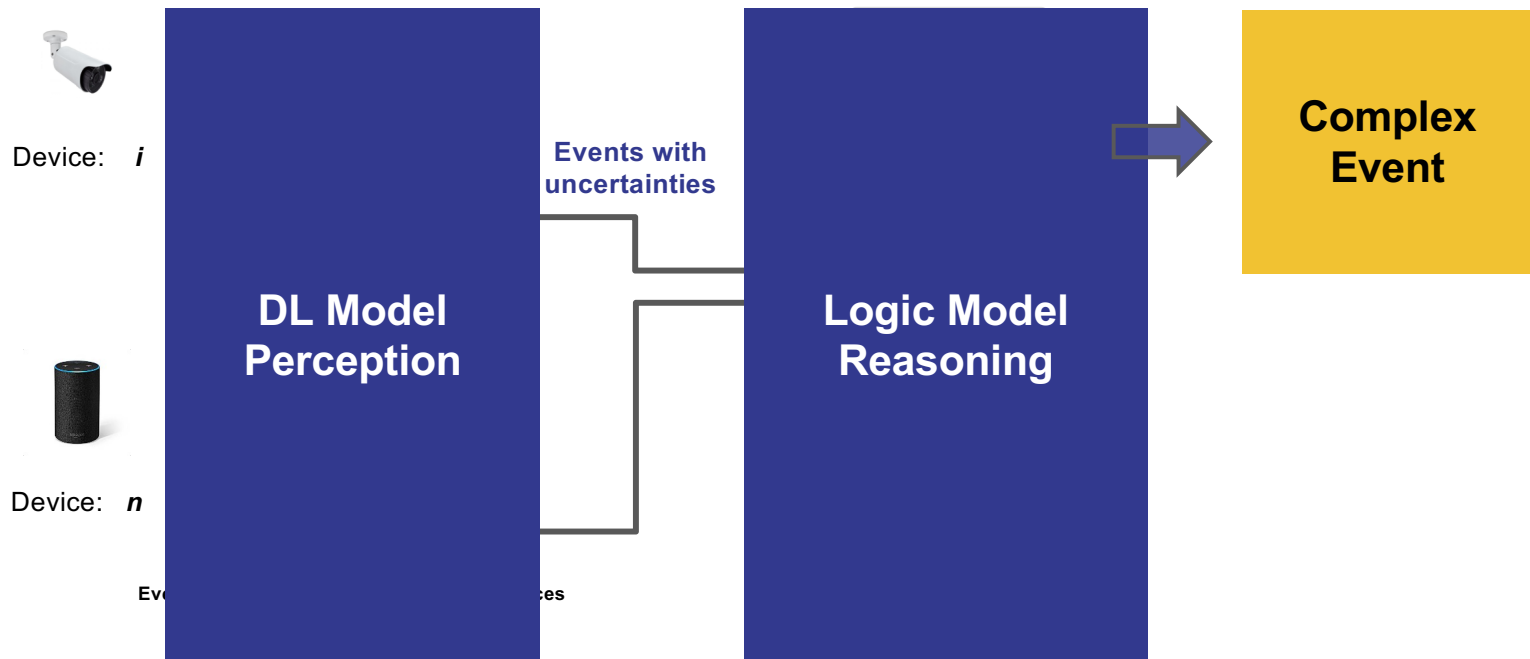 Device: i
Device: n
DL Model
Perception
Events with
uncertainties
Logic Model
Reasoning
Complex
Event